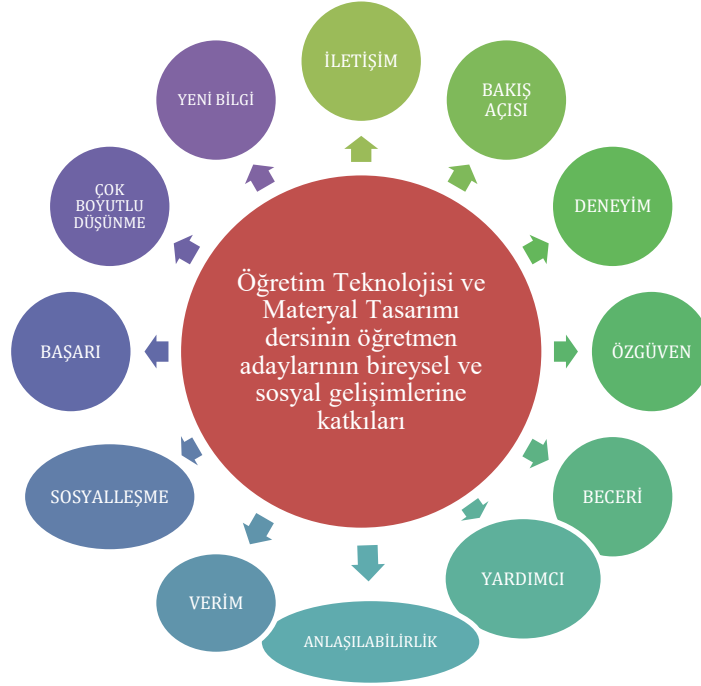 İLETİŞİM
BAKIŞ
AÇISI
DENEYİM
ÖZGÜVEN
BECERİ
YARDIMCI
ANLAŞILABİLİRLİK
VERİM
SOSYALLEŞME
BAŞARI
ÇOK
BOYUTLU
DÜŞÜNME
YENİ BİLGİ
Öğretim Teknolojisi ve
Materyal Tasarımı
dersinin öğretmen
adaylarının bireysel ve
sosyal gelişimlerine
katkıları